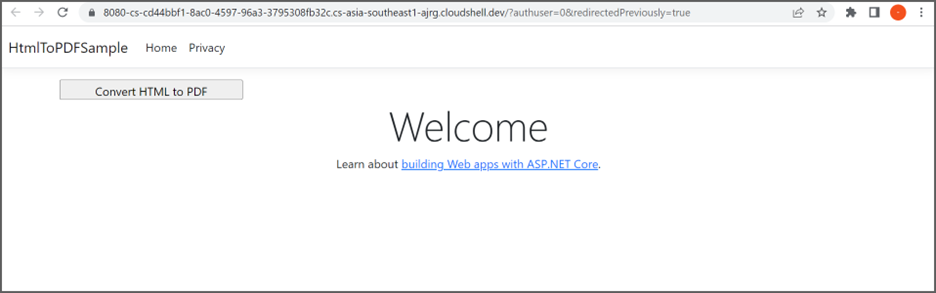 8080-cs-cd44bbf1-8ac0-4597-96a3-3795308fb32c.cs-asia-southeast1-ajrg.cloudshell.dev/?authuser=0&redirectedPreviously=true
HtmlToPDFSample Home Privacy
Convert HTML to PDF
Welcome
Learn about building Web apps with ASP.NET Core.